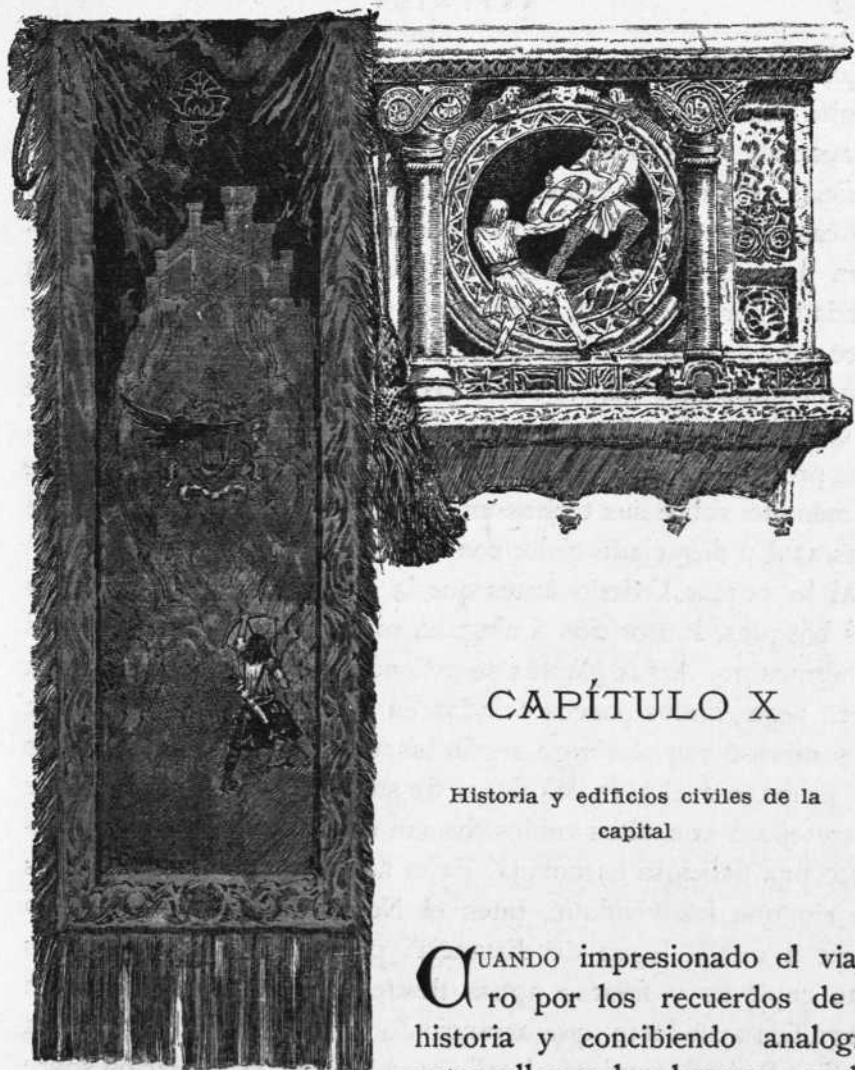 CAPÍTULO X
Historia y edificios civiles de la
capital
CUANDO impresionado el via
ro por los recuerdos de
historia y concibiendo analog